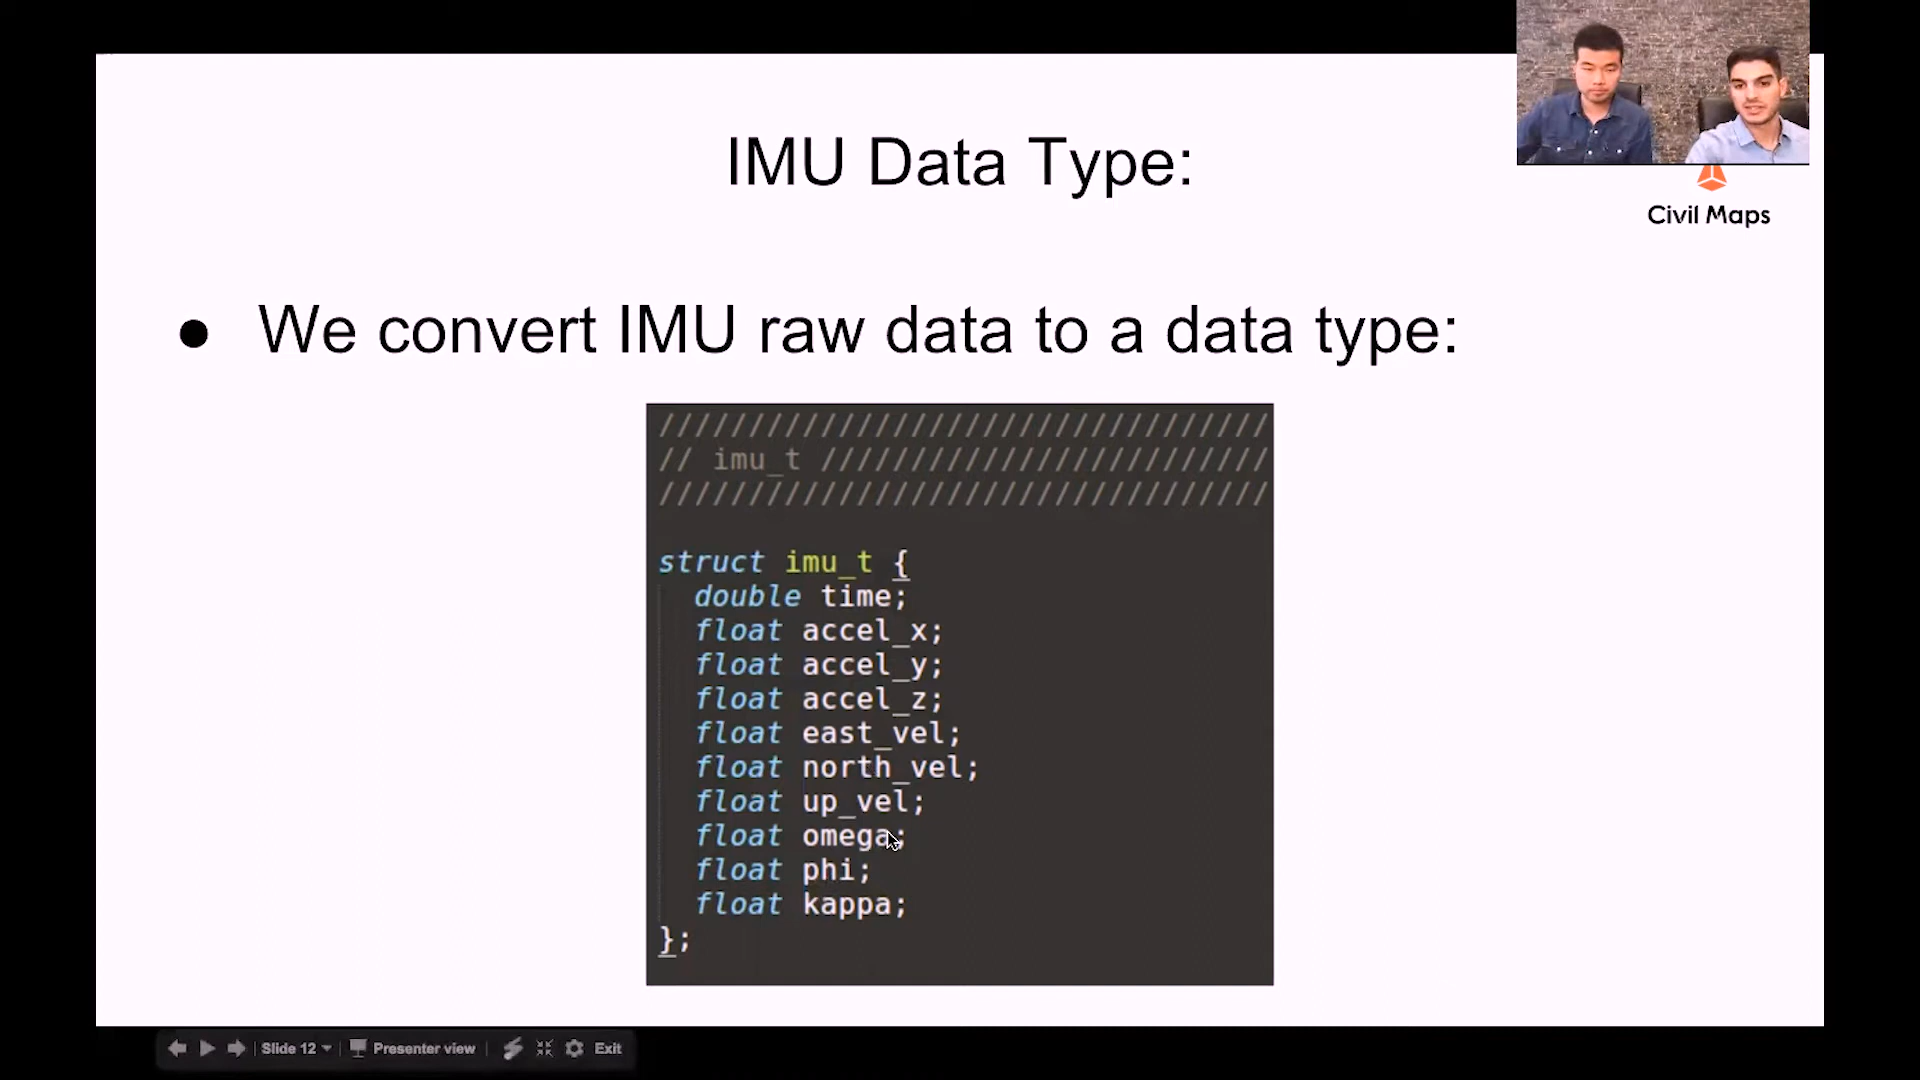 IMU Data Type:
Civil Maps
● We convert IMU raw data to a data type:
//////////////////////////////////
// imu_t /////////////////////////
//////////////////////////////////
struct imu_t {
double time;
float accel_x;
float accel_y;
float accel_z;
float east_vel;
float north_vel;
float up_vel;
float omega;
float phi;
float kappa;
};
Slide 12 Presenter view Exit